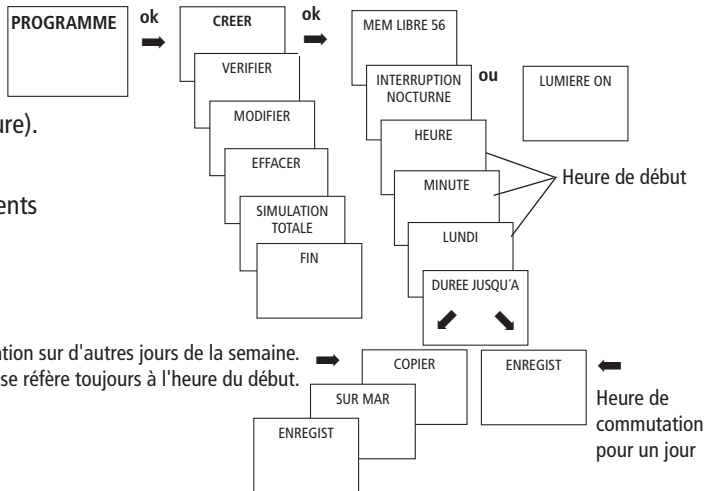 PROGRAMME
ok
CREER
ok
MEM LIBRE 56
VERIFIER
INTERRUPTION
NOCTURNE
ou
LUMIERE ON
MODIFIER
HEURE
ure).
EFFACER
MINUTE
Heure de début
ents
SIMULATION
TOTALE
LUNDI
FIN
DUREE JUSQU'A
ation sur d'autres jours de la semaine.
se réfère toujours à l'heure du début.
COPIER
ENREGIST
SUR MAR
Heure de
commutation
pour un jour
ENREGIST